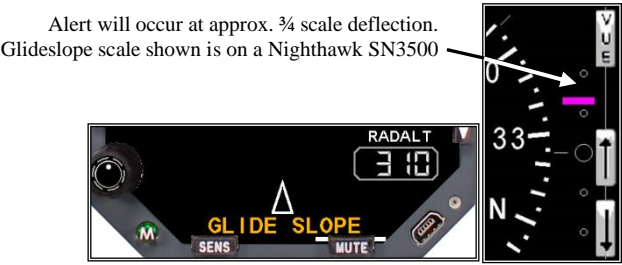 Alert will occur at approx. ¾ scale deflection.
Glideslope scale shown is on a Nighthawk SN3500
RADALT
310
GLIDE SLOPE
M
SENS
MUTE
VUE
0
33
N